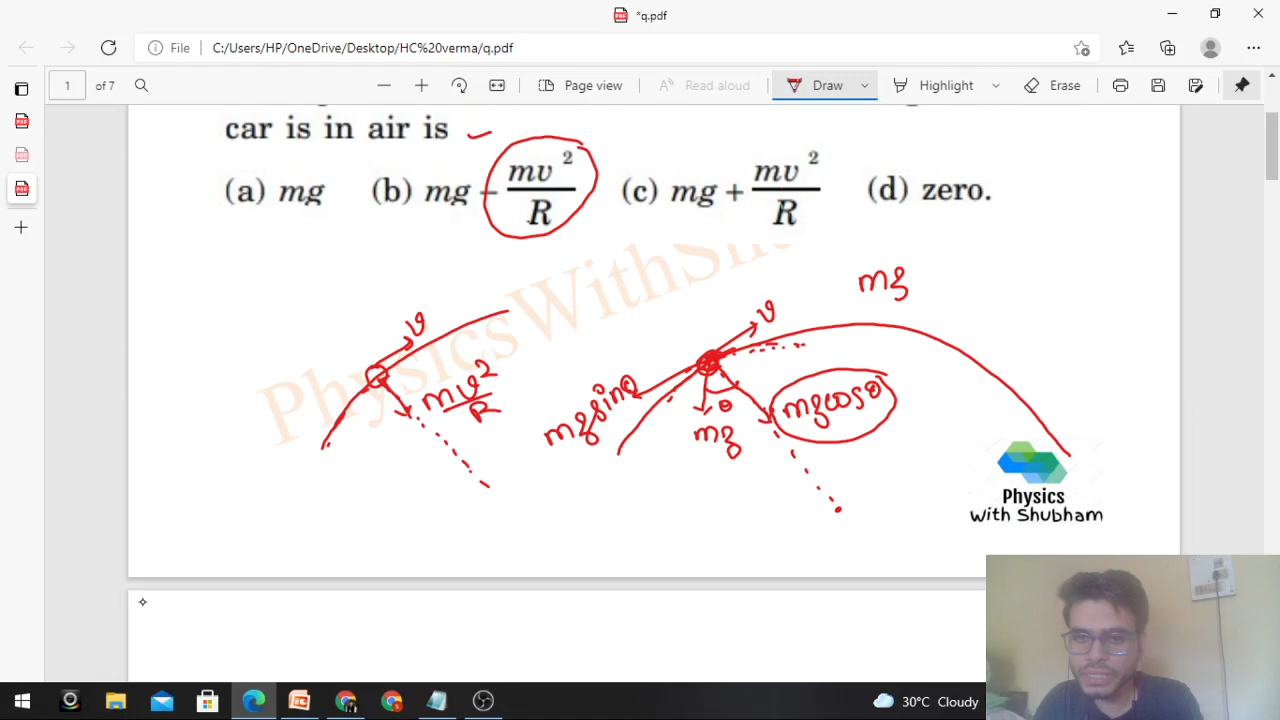 *q.pdf
File C:/Users/HP/OneDrive/Desktop/HC%20verma/q.pdf
1 of 7 Page view Read aloud Draw Highlight Erase
car is in air is
(a) mg (b) mg − mv²/R (c) mg + mv²/R (d) zero.
PhysicsWithSh
mg
v
v
mv²/R
mg sinθ
θ
mg cosθ
mg
Physics
With Shubham
30°C Cloudy